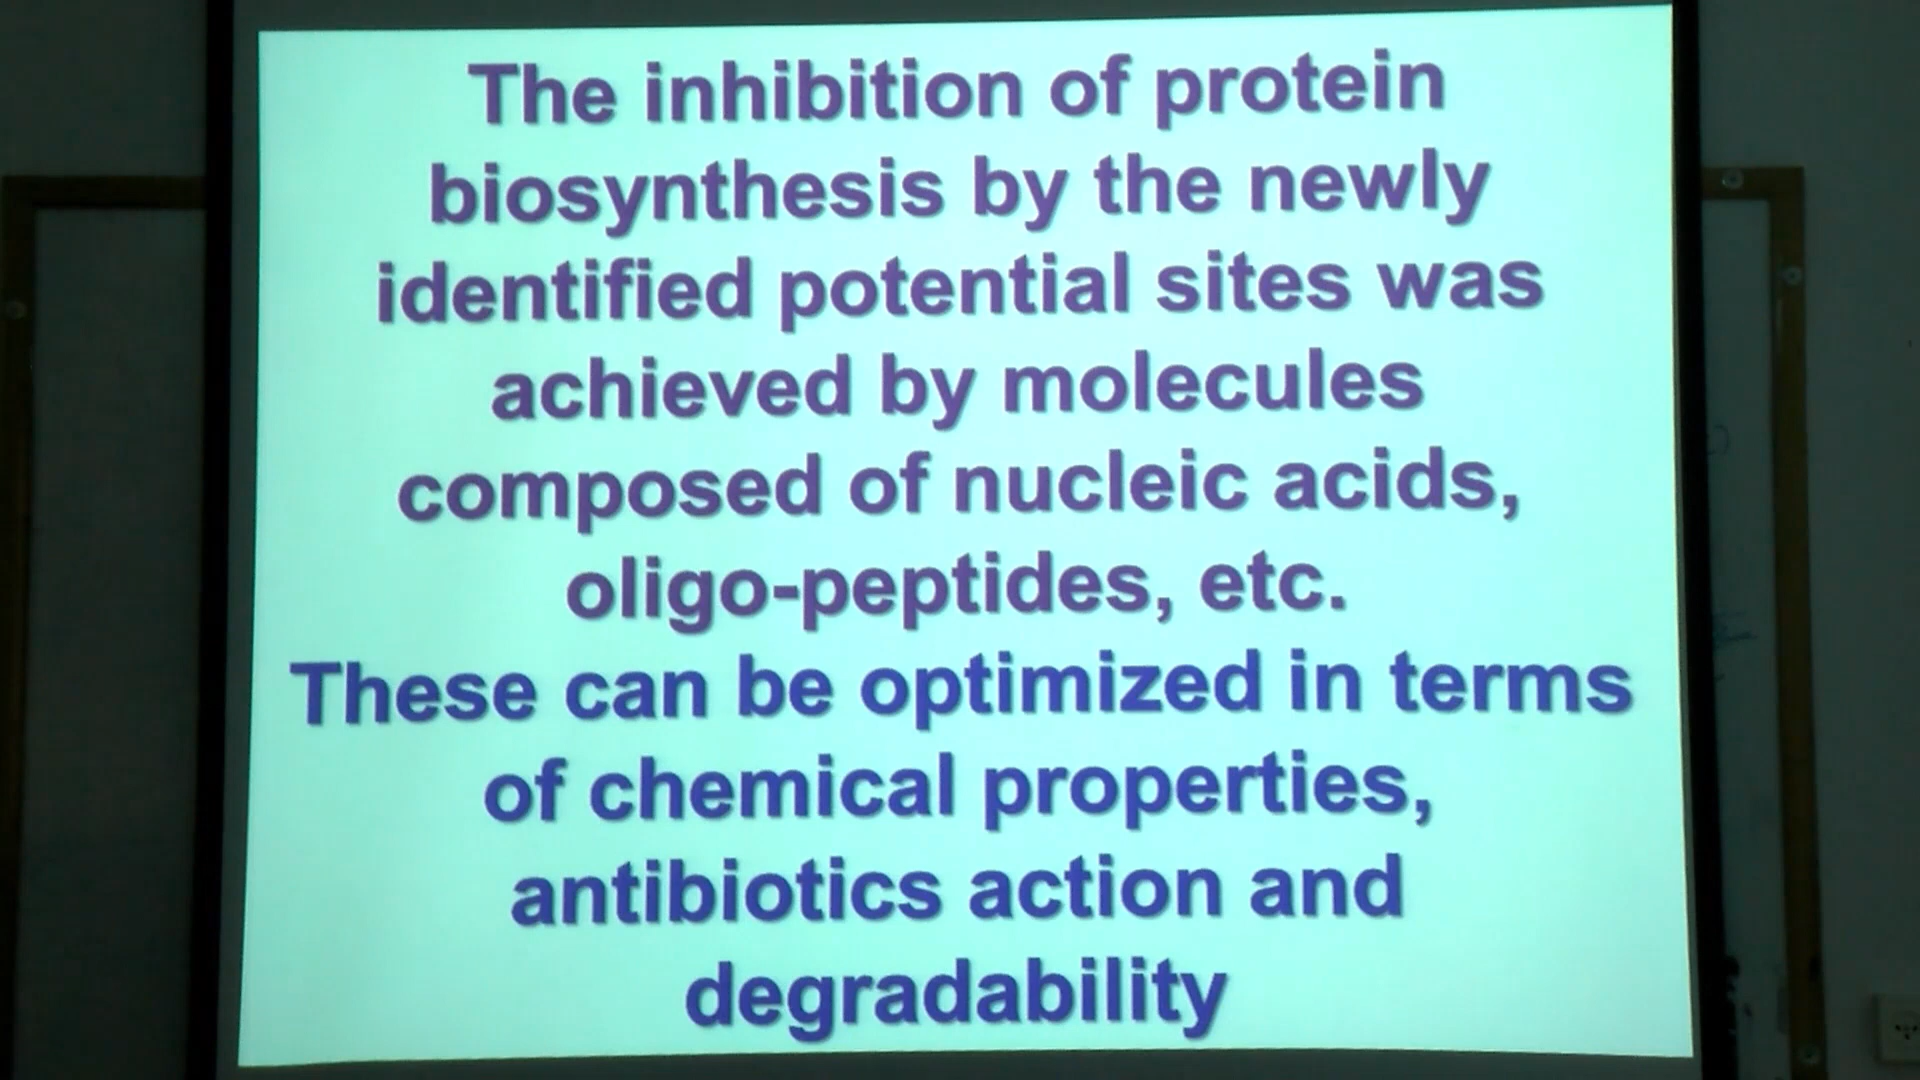 The inhibition of protein
biosynthesis by the newly
identified potential sites was
achieved by molecules
composed of nucleic acids,
oligo-peptides, etc.
These can be optimized in terms
of chemical properties,
antibiotics action and
degradability